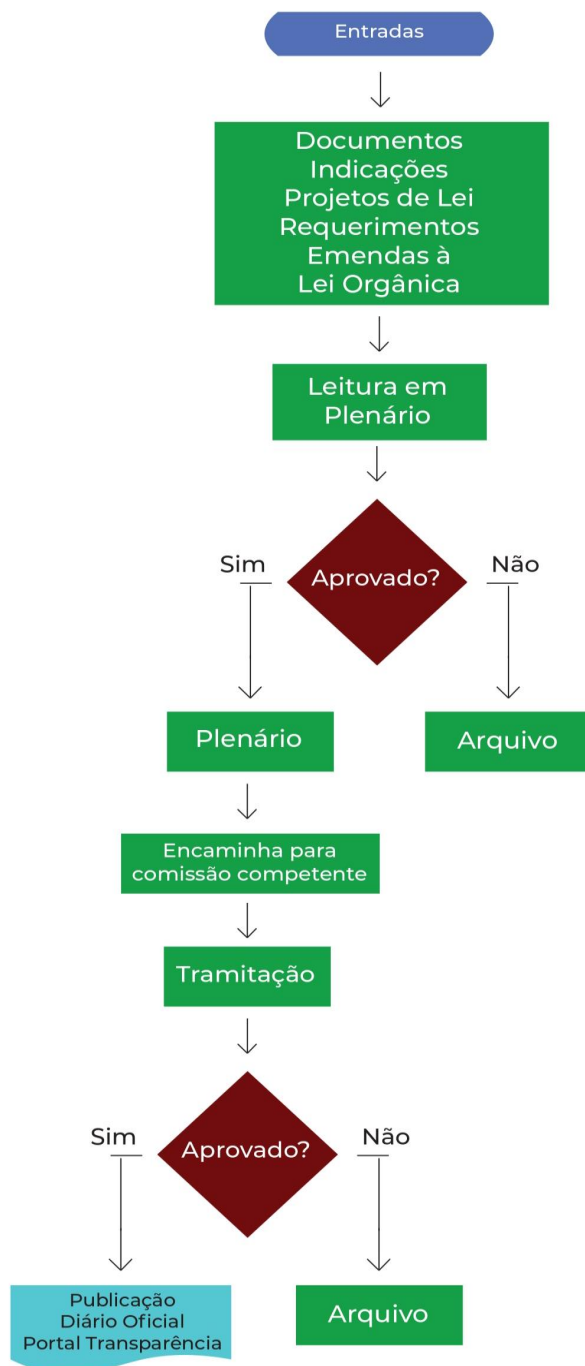 Entradas
Documentos
Indicações
Projetos de Lei
Requerimentos
Emendas à
Lei Orgânica
Leitura em
Plenário
Aprovado?
Sim
Não
Plenário
Arquivo
Encaminha para
comissão competente
Tramitação
Aprovado?
Sim
Não
Publicação
Diário Oficial
Portal Transparência
Arquivo